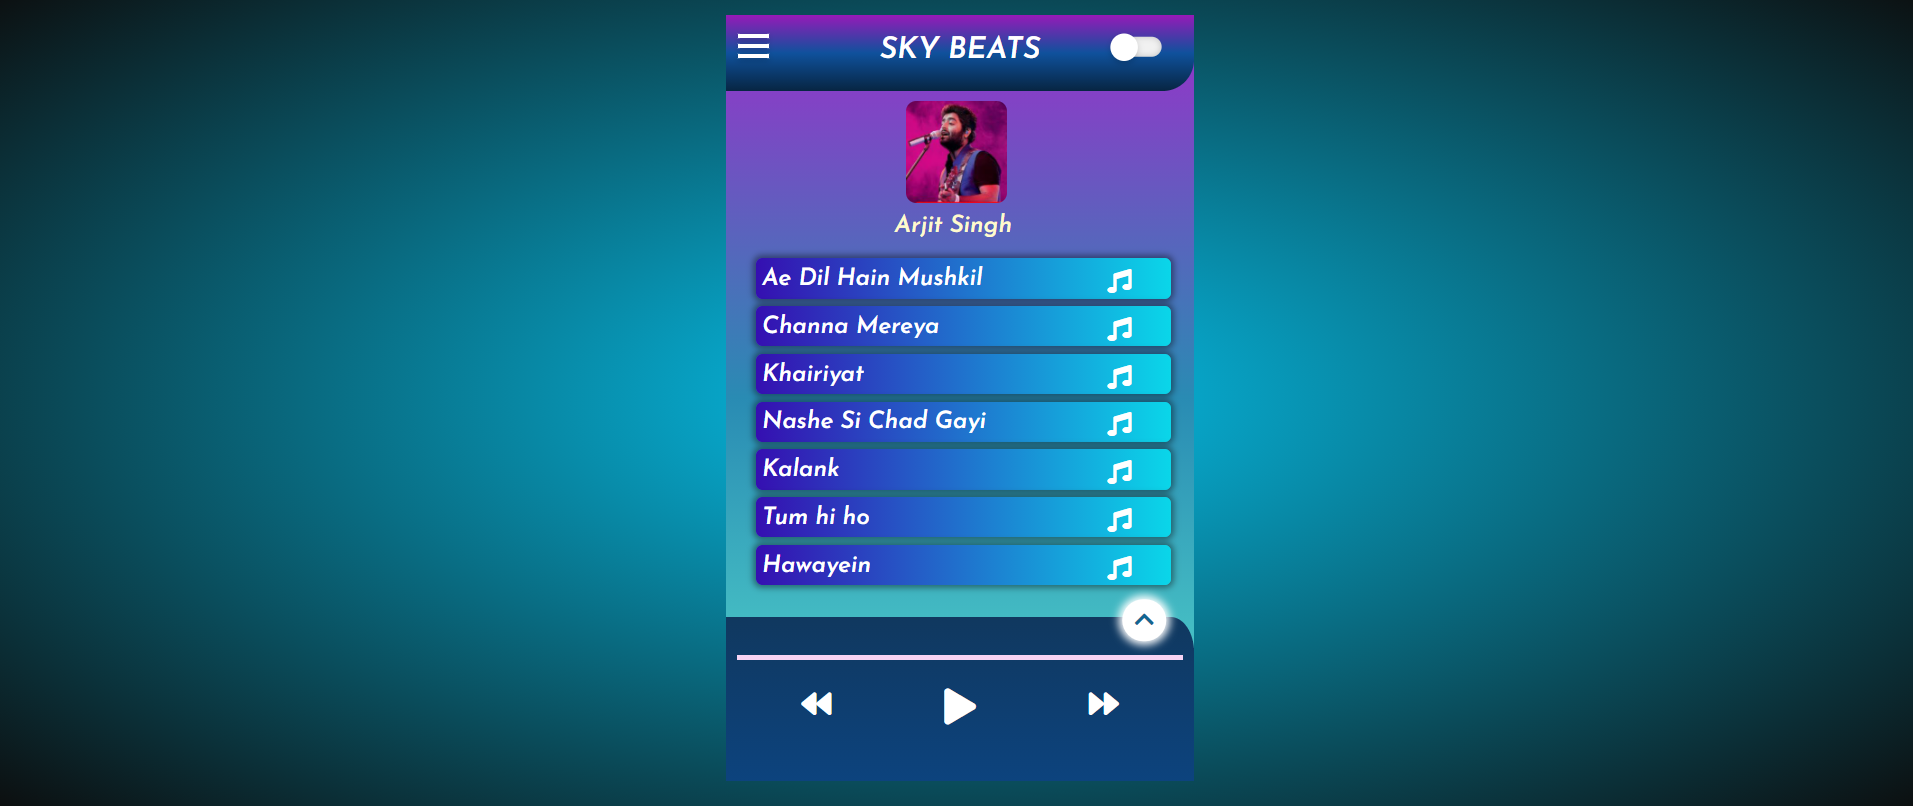 SKY BEATS
Arjit Singh
Ae Dil Hain Mushkil
Channa Mereya
Khairiyat
Nashe Si Chad Gayi
Kalank
Tum hi ho
Hawayein